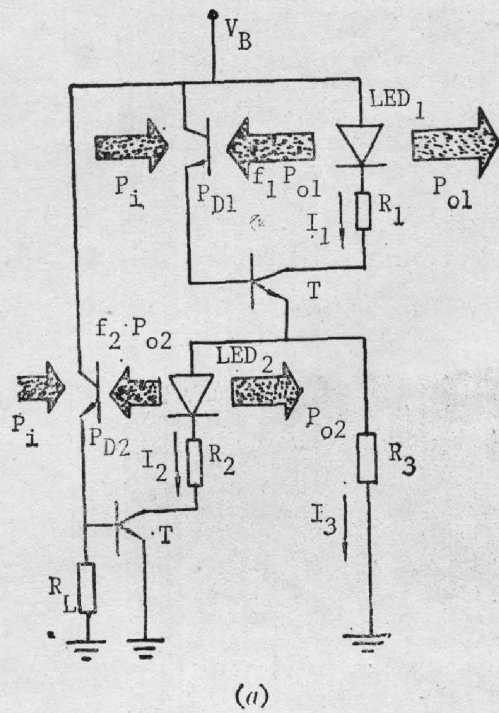 V_B
LED_1
P_i
P_D1
f_1 P_o1
P_o1
I_1
R_1
T
f_2 P_o2
LED_2
P_i
P_D2
P_o2
I_2
R_2
R_3
I_3
T
R_L
(a)